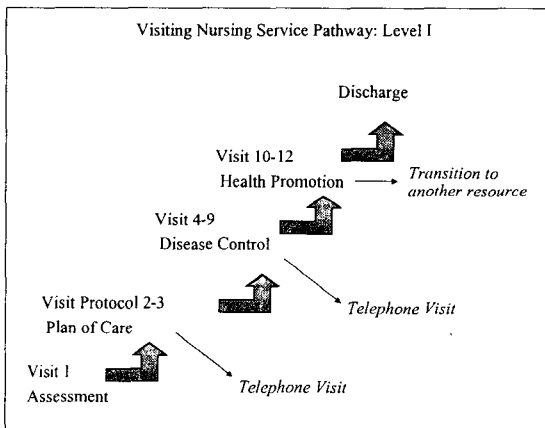 Visiting Nursing Service Pathway: Level I
Discharge
Visit 10-12
Health Promotion
Transition to
another resource
Visit 4-9
Disease Control
Telephone Visit
Visit Protocol 2-3
Plan of Care
Visit 1
Assessment
Telephone Visit